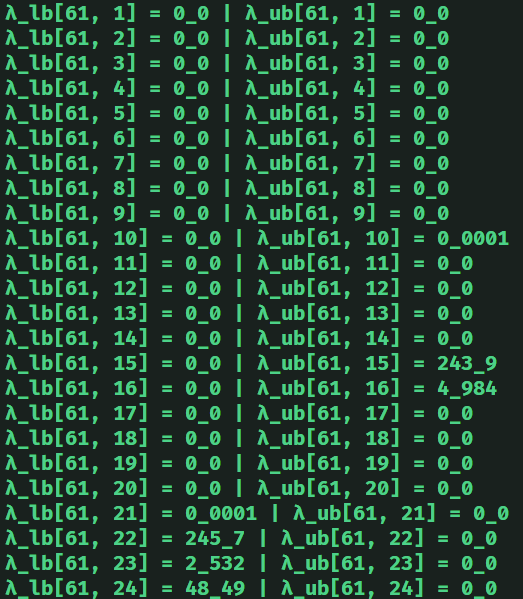 λ_lb[61, 1] = 0_0 | λ_ub[61, 1] = 0_0
λ_lb[61, 2] = 0_0 | λ_ub[61, 2] = 0_0
λ_lb[61, 3] = 0_0 | λ_ub[61, 3] = 0_0
λ_lb[61, 4] = 0_0 | λ_ub[61, 4] = 0_0
λ_lb[61, 5] = 0_0 | λ_ub[61, 5] = 0_0
λ_lb[61, 6] = 0_0 | λ_ub[61, 6] = 0_0
λ_lb[61, 7] = 0_0 | λ_ub[61, 7] = 0_0
λ_lb[61, 8] = 0_0 | λ_ub[61, 8] = 0_0
λ_lb[61, 9] = 0_0 | λ_ub[61, 9] = 0_0
λ_lb[61, 10] = 0_0 | λ_ub[61, 10] = 0_0001
λ_lb[61, 11] = 0_0 | λ_ub[61, 11] = 0_0
λ_lb[61, 12] = 0_0 | λ_ub[61, 12] = 0_0
λ_lb[61, 13] = 0_0 | λ_ub[61, 13] = 0_0
λ_lb[61, 14] = 0_0 | λ_ub[61, 14] = 0_0
λ_lb[61, 15] = 0_0 | λ_ub[61, 15] = 243_9
λ_lb[61, 16] = 0_0 | λ_ub[61, 16] = 4_984
λ_lb[61, 17] = 0_0 | λ_ub[61, 17] = 0_0
λ_lb[61, 18] = 0_0 | λ_ub[61, 18] = 0_0
λ_lb[61, 19] = 0_0 | λ_ub[61, 19] = 0_0
λ_lb[61, 20] = 0_0 | λ_ub[61, 20] = 0_0
λ_lb[61, 21] = 0_0001 | λ_ub[61, 21] = 0_0
λ_lb[61, 22] = 245_7 | λ_ub[61, 22] = 0_0
λ_lb[61, 23] = 2_532 | λ_ub[61, 23] = 0_0
λ_lb[61, 24] = 48_49 | λ_ub[61, 24] = 0_0